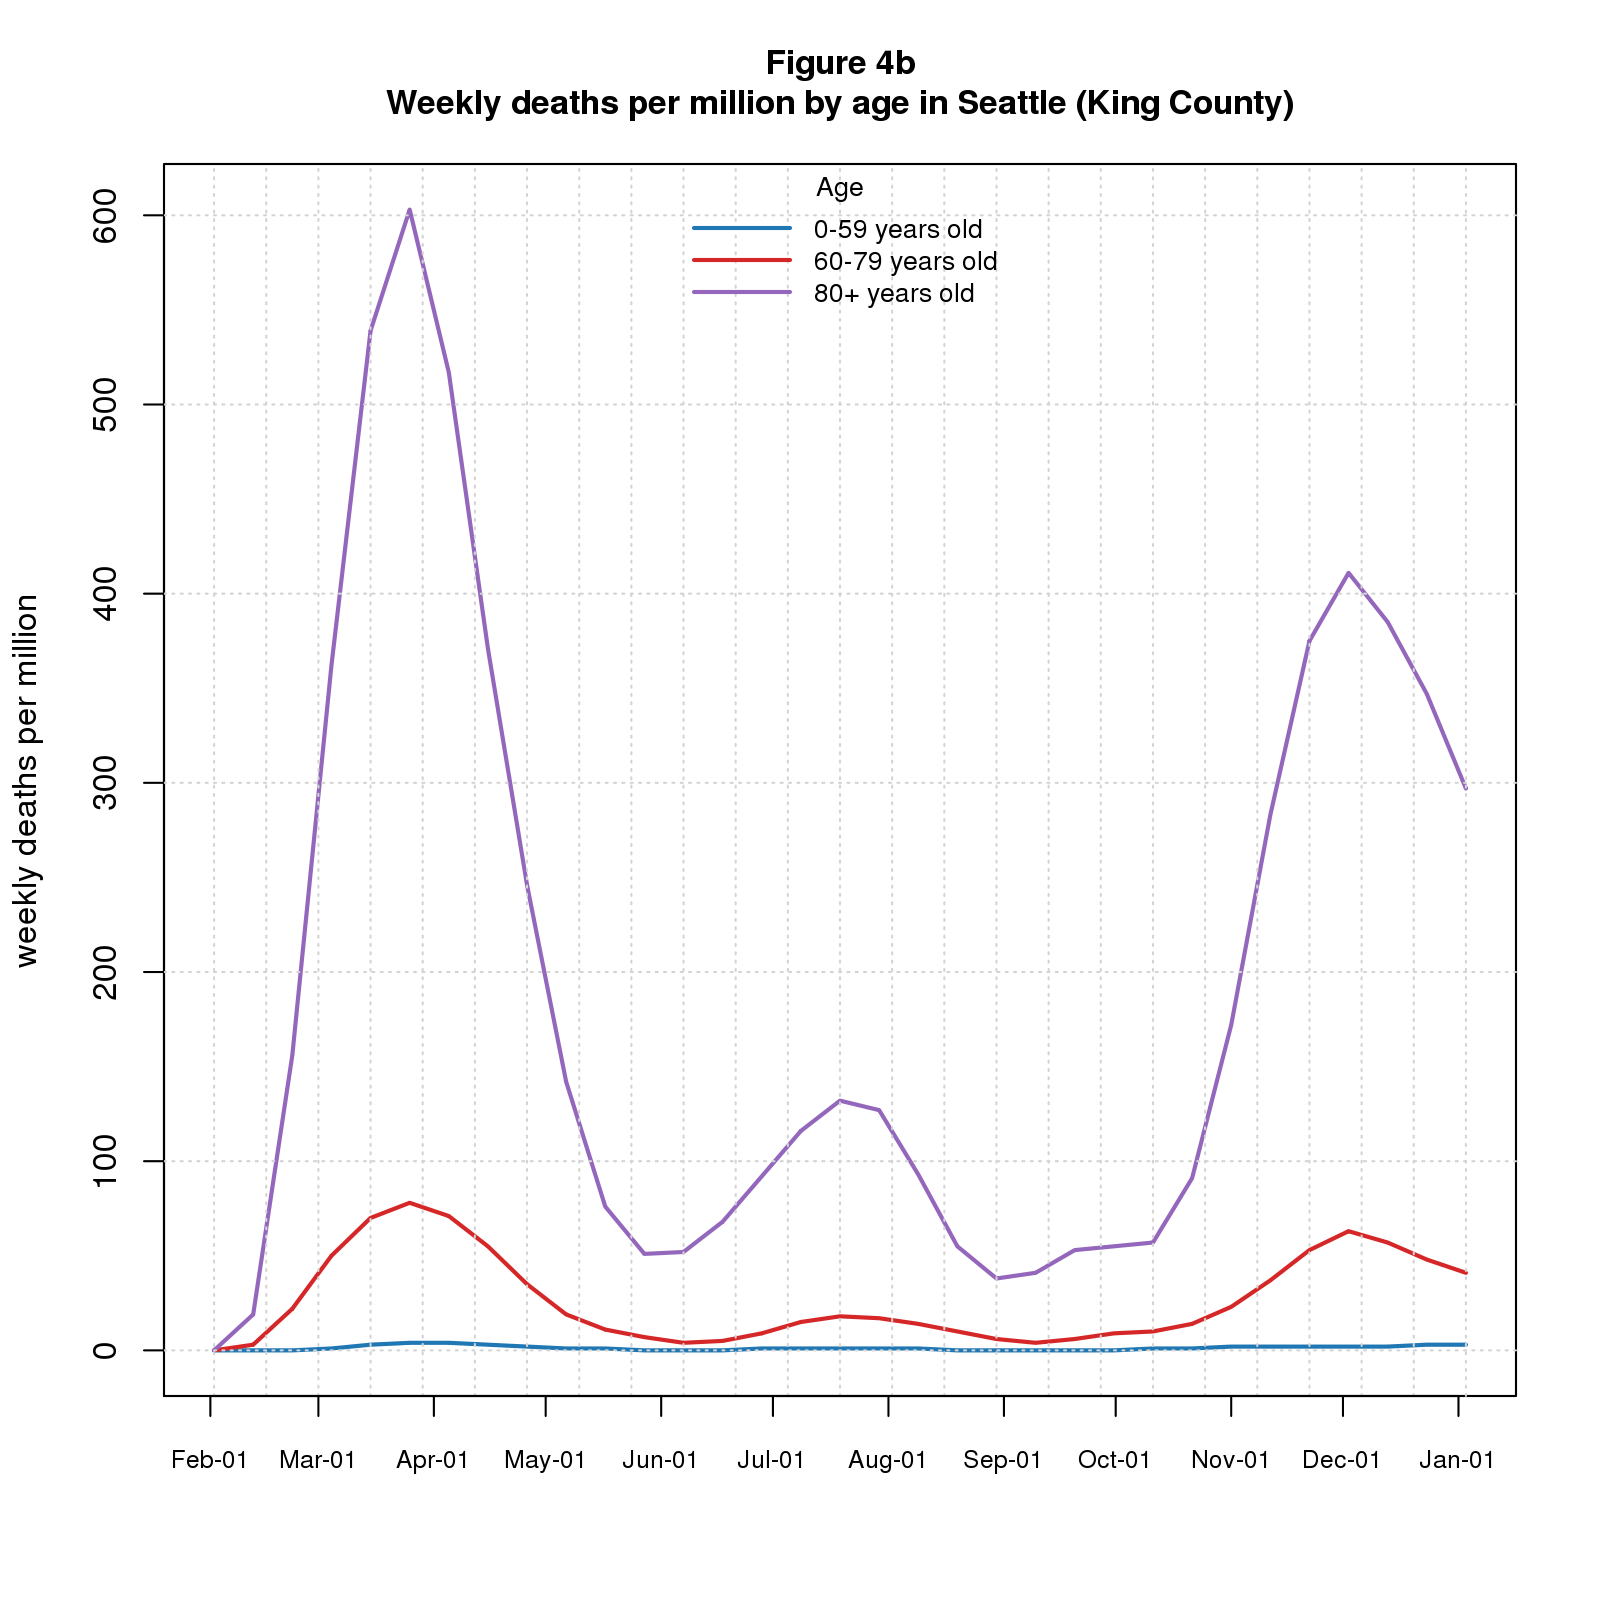 Figure 4b
Weekly deaths per million by age in Seattle (King County)
Age
0-59 years old
60-79 years old
80+ years old
weekly deaths per million
600
500
400
300
200
100
0
Feb-01 Mar-01 Apr-01 May-01 Jun-01 Jul-01 Aug-01 Sep-01 Oct-01 Nov-01 Dec-01 Jan-01